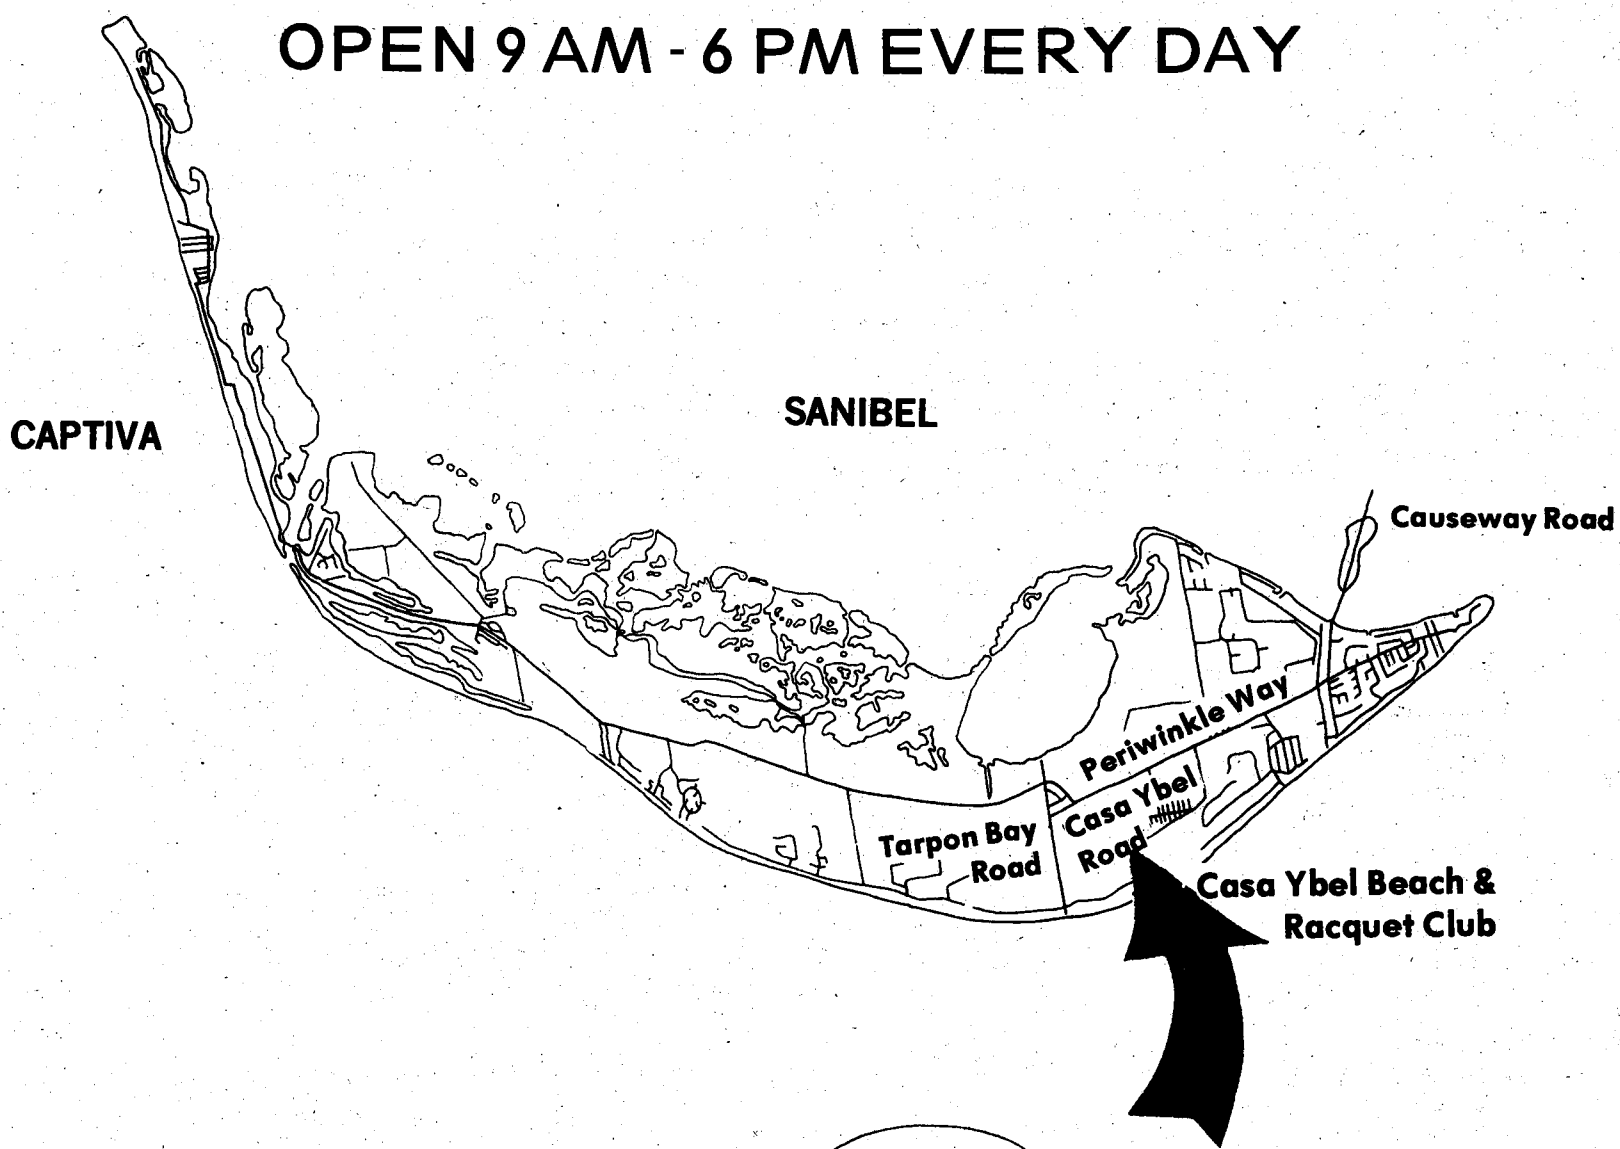 OPEN 9 AM - 6 PM EVERY DAY
CAPTIVA
SANIBEL
Causeway Road
Periwinkle Way
Casa Ybel
Road
Tarpon Bay
Road
Casa Ybel Beach &
Racquet Club